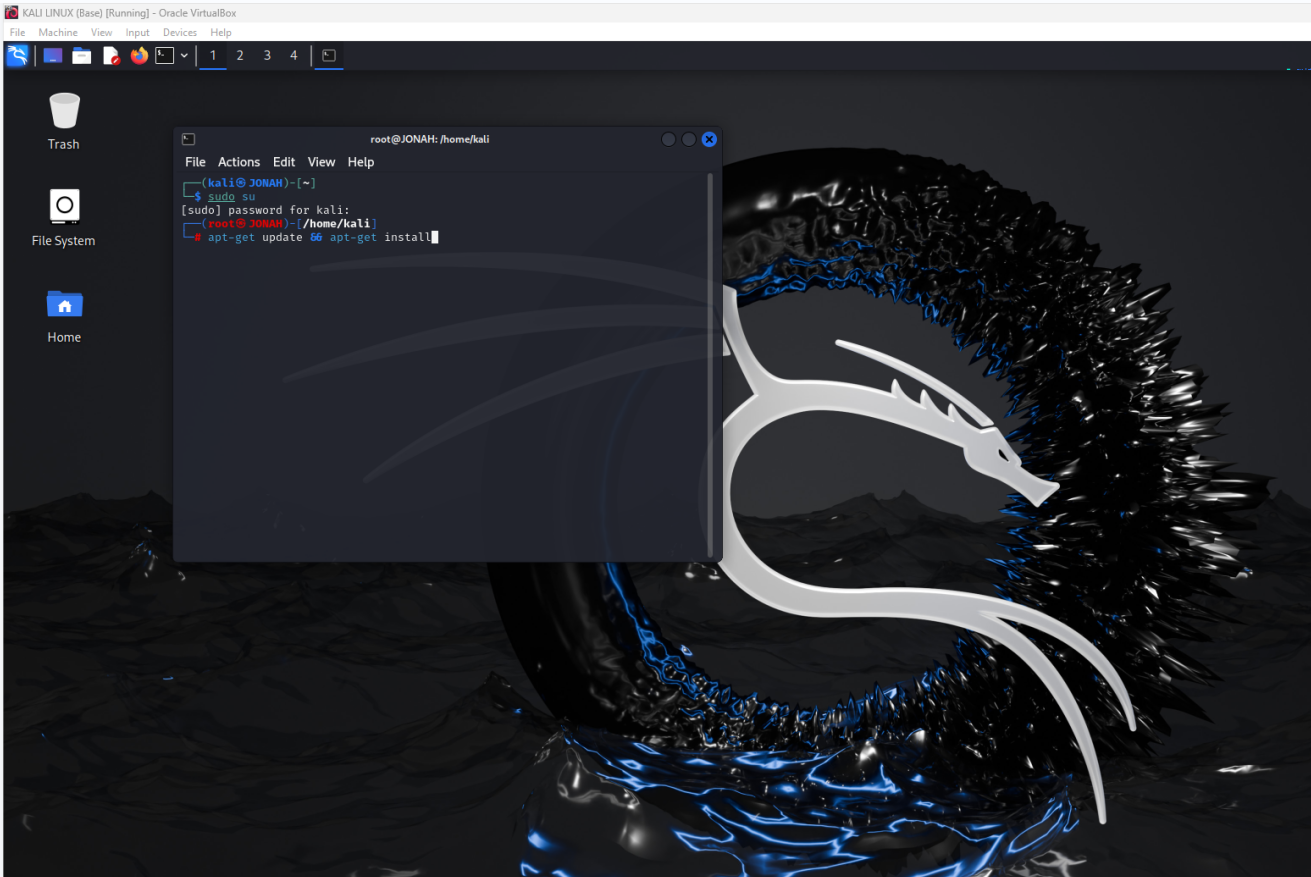 KALI LINUX (Base) [Running] - Oracle VirtualBox
File Machine View Input Devices Help
1 2 3 4
Trash
File System
Home
root@JONAH: /home/kali
File Actions Edit View Help
┌──(kali㉿JONAH)-[~]
└─$ sudo su
[sudo] password for kali:
┌──(root㉿JONAH)-[/home/kali]
└─# apt-get update && apt-get install